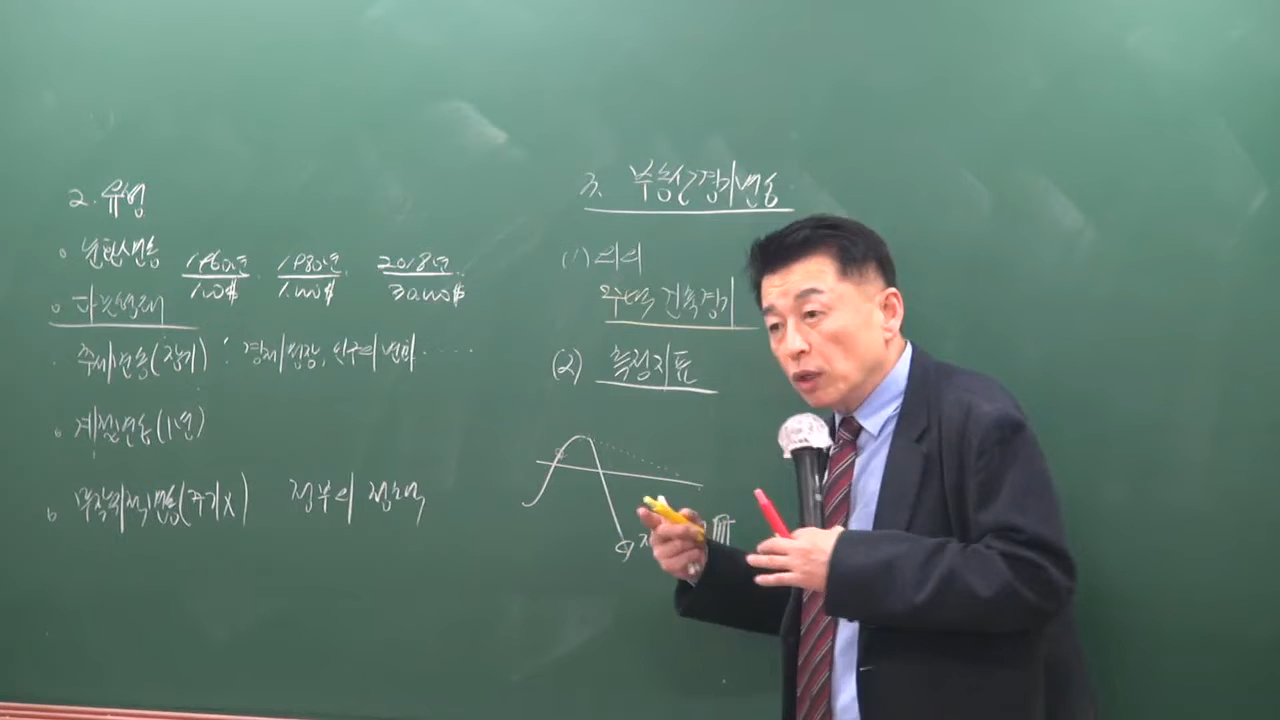 2. 유형
순환변동 1960년 1980년 2018년
100$ 1,000$ 30,000$
추세변동(장기) : 경제성장, 인구의 변화 ·····
계절변동(1년)
무작위적변동(주기X) 정부의 정책
3. 부동산경기변동
(1) 의의
주택건축경기
(2) 측정지표